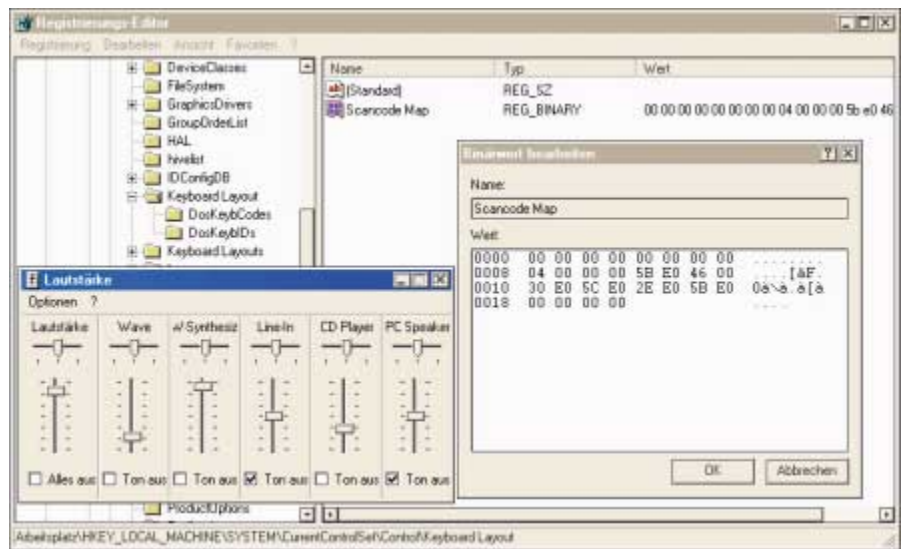 Registrierungs-Editor
Registrierung Bearbeiten Ansicht Favoriten ?
DeviceClasses
FileSystem
GraphicsDrivers
GroupOrderList
HAL
hivelist
IDConfigDB
Keyboard Layout
DosKeybCodes
DosKeybIDs
Keyboard Layouts
ProductOptions
Name Typ Wert
(Standard) REG_SZ
Scancode Map REG_BINARY 00 00 00 00 00 00 00 00 04 00 00 00 5b e0 46
Binärwert bearbeiten
Name:
Scancode Map
Wert:
0000 00 00 00 00 00 00 00 00 ........
0008 04 00 00 00 5B E0 46 00 ....[àF.
0010 30 E0 5C E0 2E E0 5B E0 0à\à.à[à
0018 00 00 00 00 ....
OK Abbrechen
Lautstärke
Optionen ?
Lautstärke Wave Synthesiz Line-In CD Player PC Speaker
Alles aus Ton aus Ton aus Ton aus Ton aus Ton aus
Arbeitsplatz\HKEY_LOCAL_MACHINE\SYSTEM\CurrentControlSet\Control\Keyboard Layout